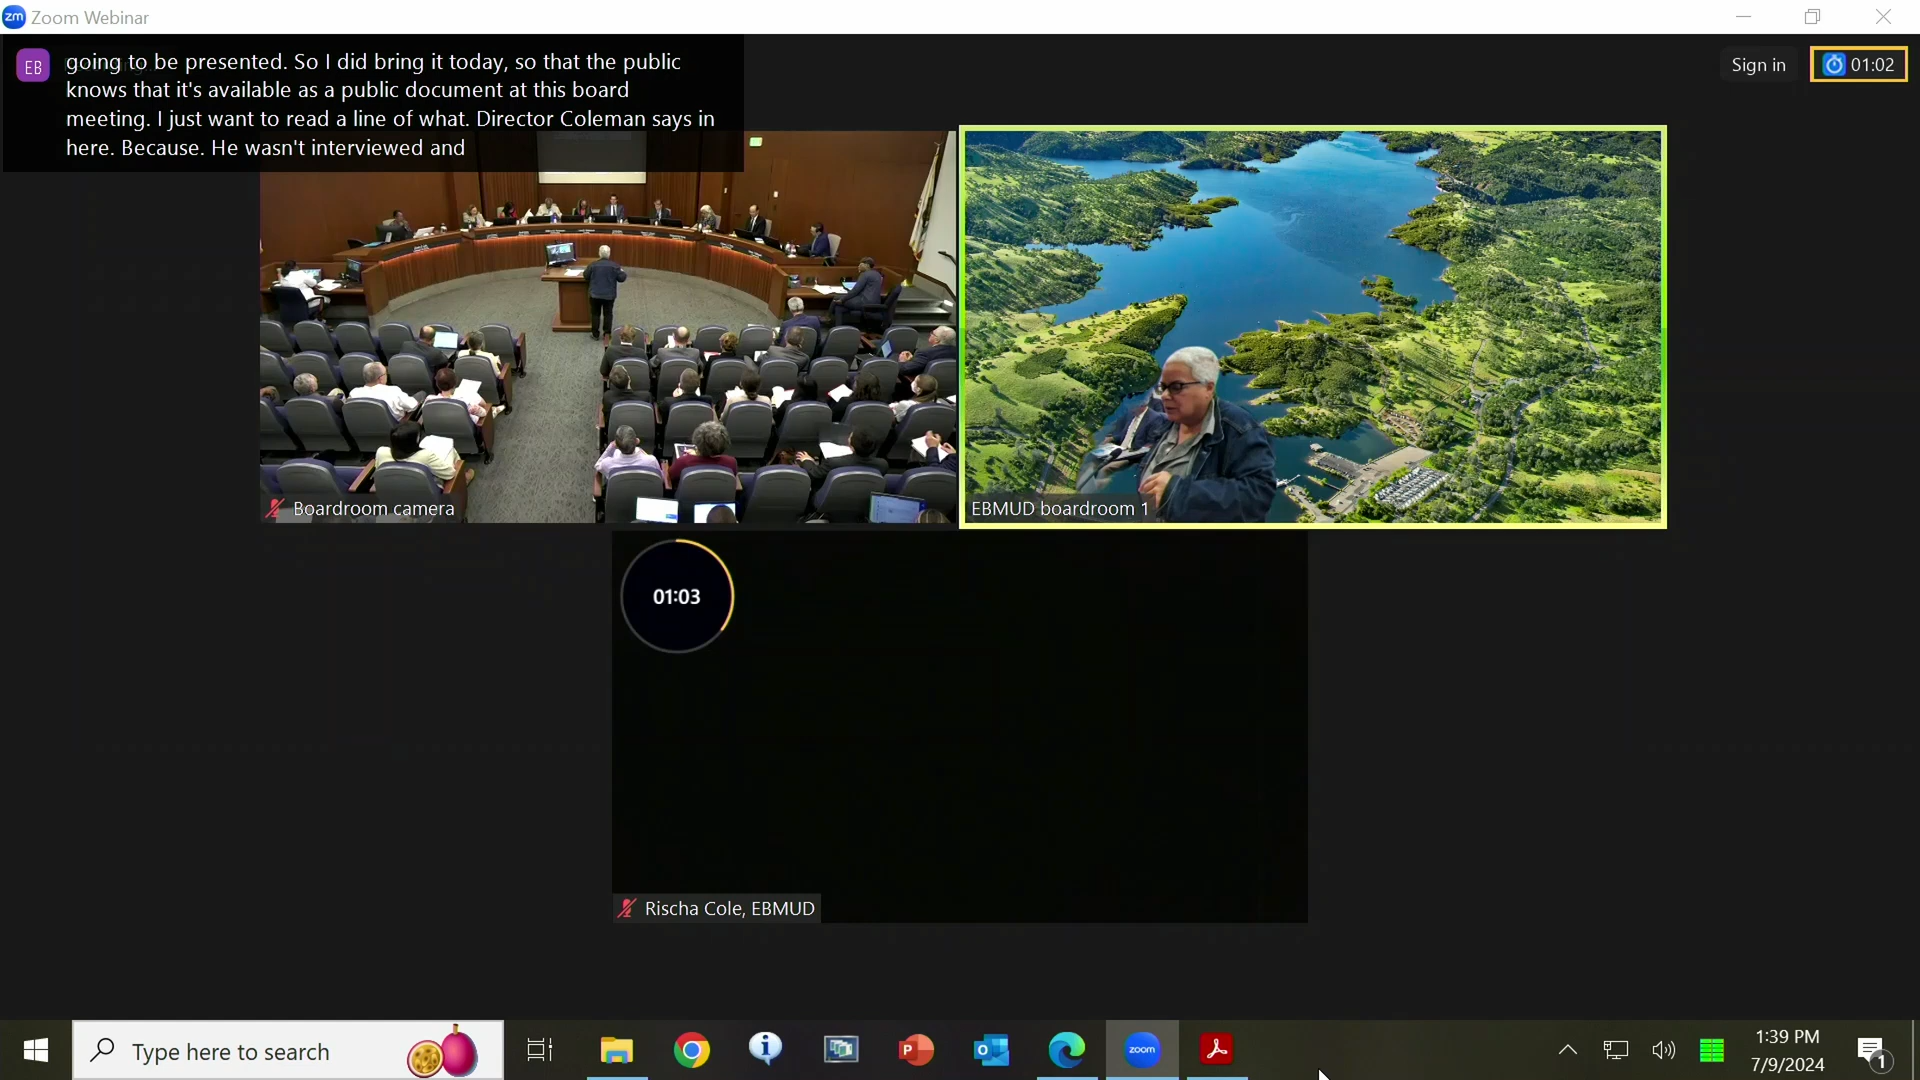 zm Zoom Webinar
EB
going to be presented. So I did bring it today, so that the public
knows that it's available as a public document at this board
meeting. I just want to read a line of what. Director Coleman says in
here. Because. He wasn't interviewed and
Sign in
01:02
Boardroom camera
EBMUD boardroom 1
01:03
Rischa Cole, EBMUD
Type here to search
zoom
1:39 PM
7/9/2024
1